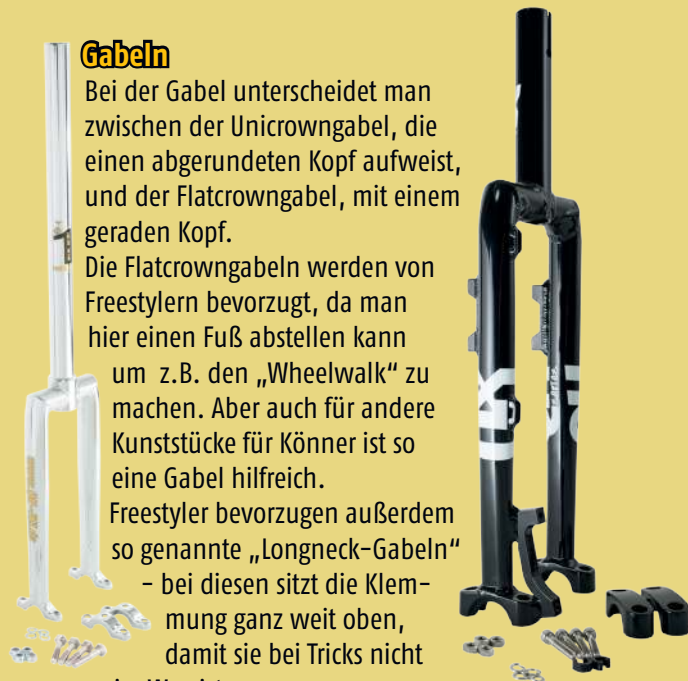 Gabeln
Bei der Gabel unterscheidet man
zwischen der Unicrowngabel, die
einen abgerundeten Kopf aufweist,
und der Flatcrowngabel, mit einem
geraden Kopf.
Die Flatcrowngabeln werden von
Freestylern bevorzugt, da man
hier einen Fuß abstellen kann
um z.B. den „Wheelwalk“ zu
machen. Aber auch für andere
Kunststücke für Könner ist so
eine Gabel hilfreich.
Freestyler bevorzugen außerdem
so genannte „Longneck-Gabeln“
- bei diesen sitzt die Klem-
mung ganz weit oben,
damit sie bei Tricks nicht